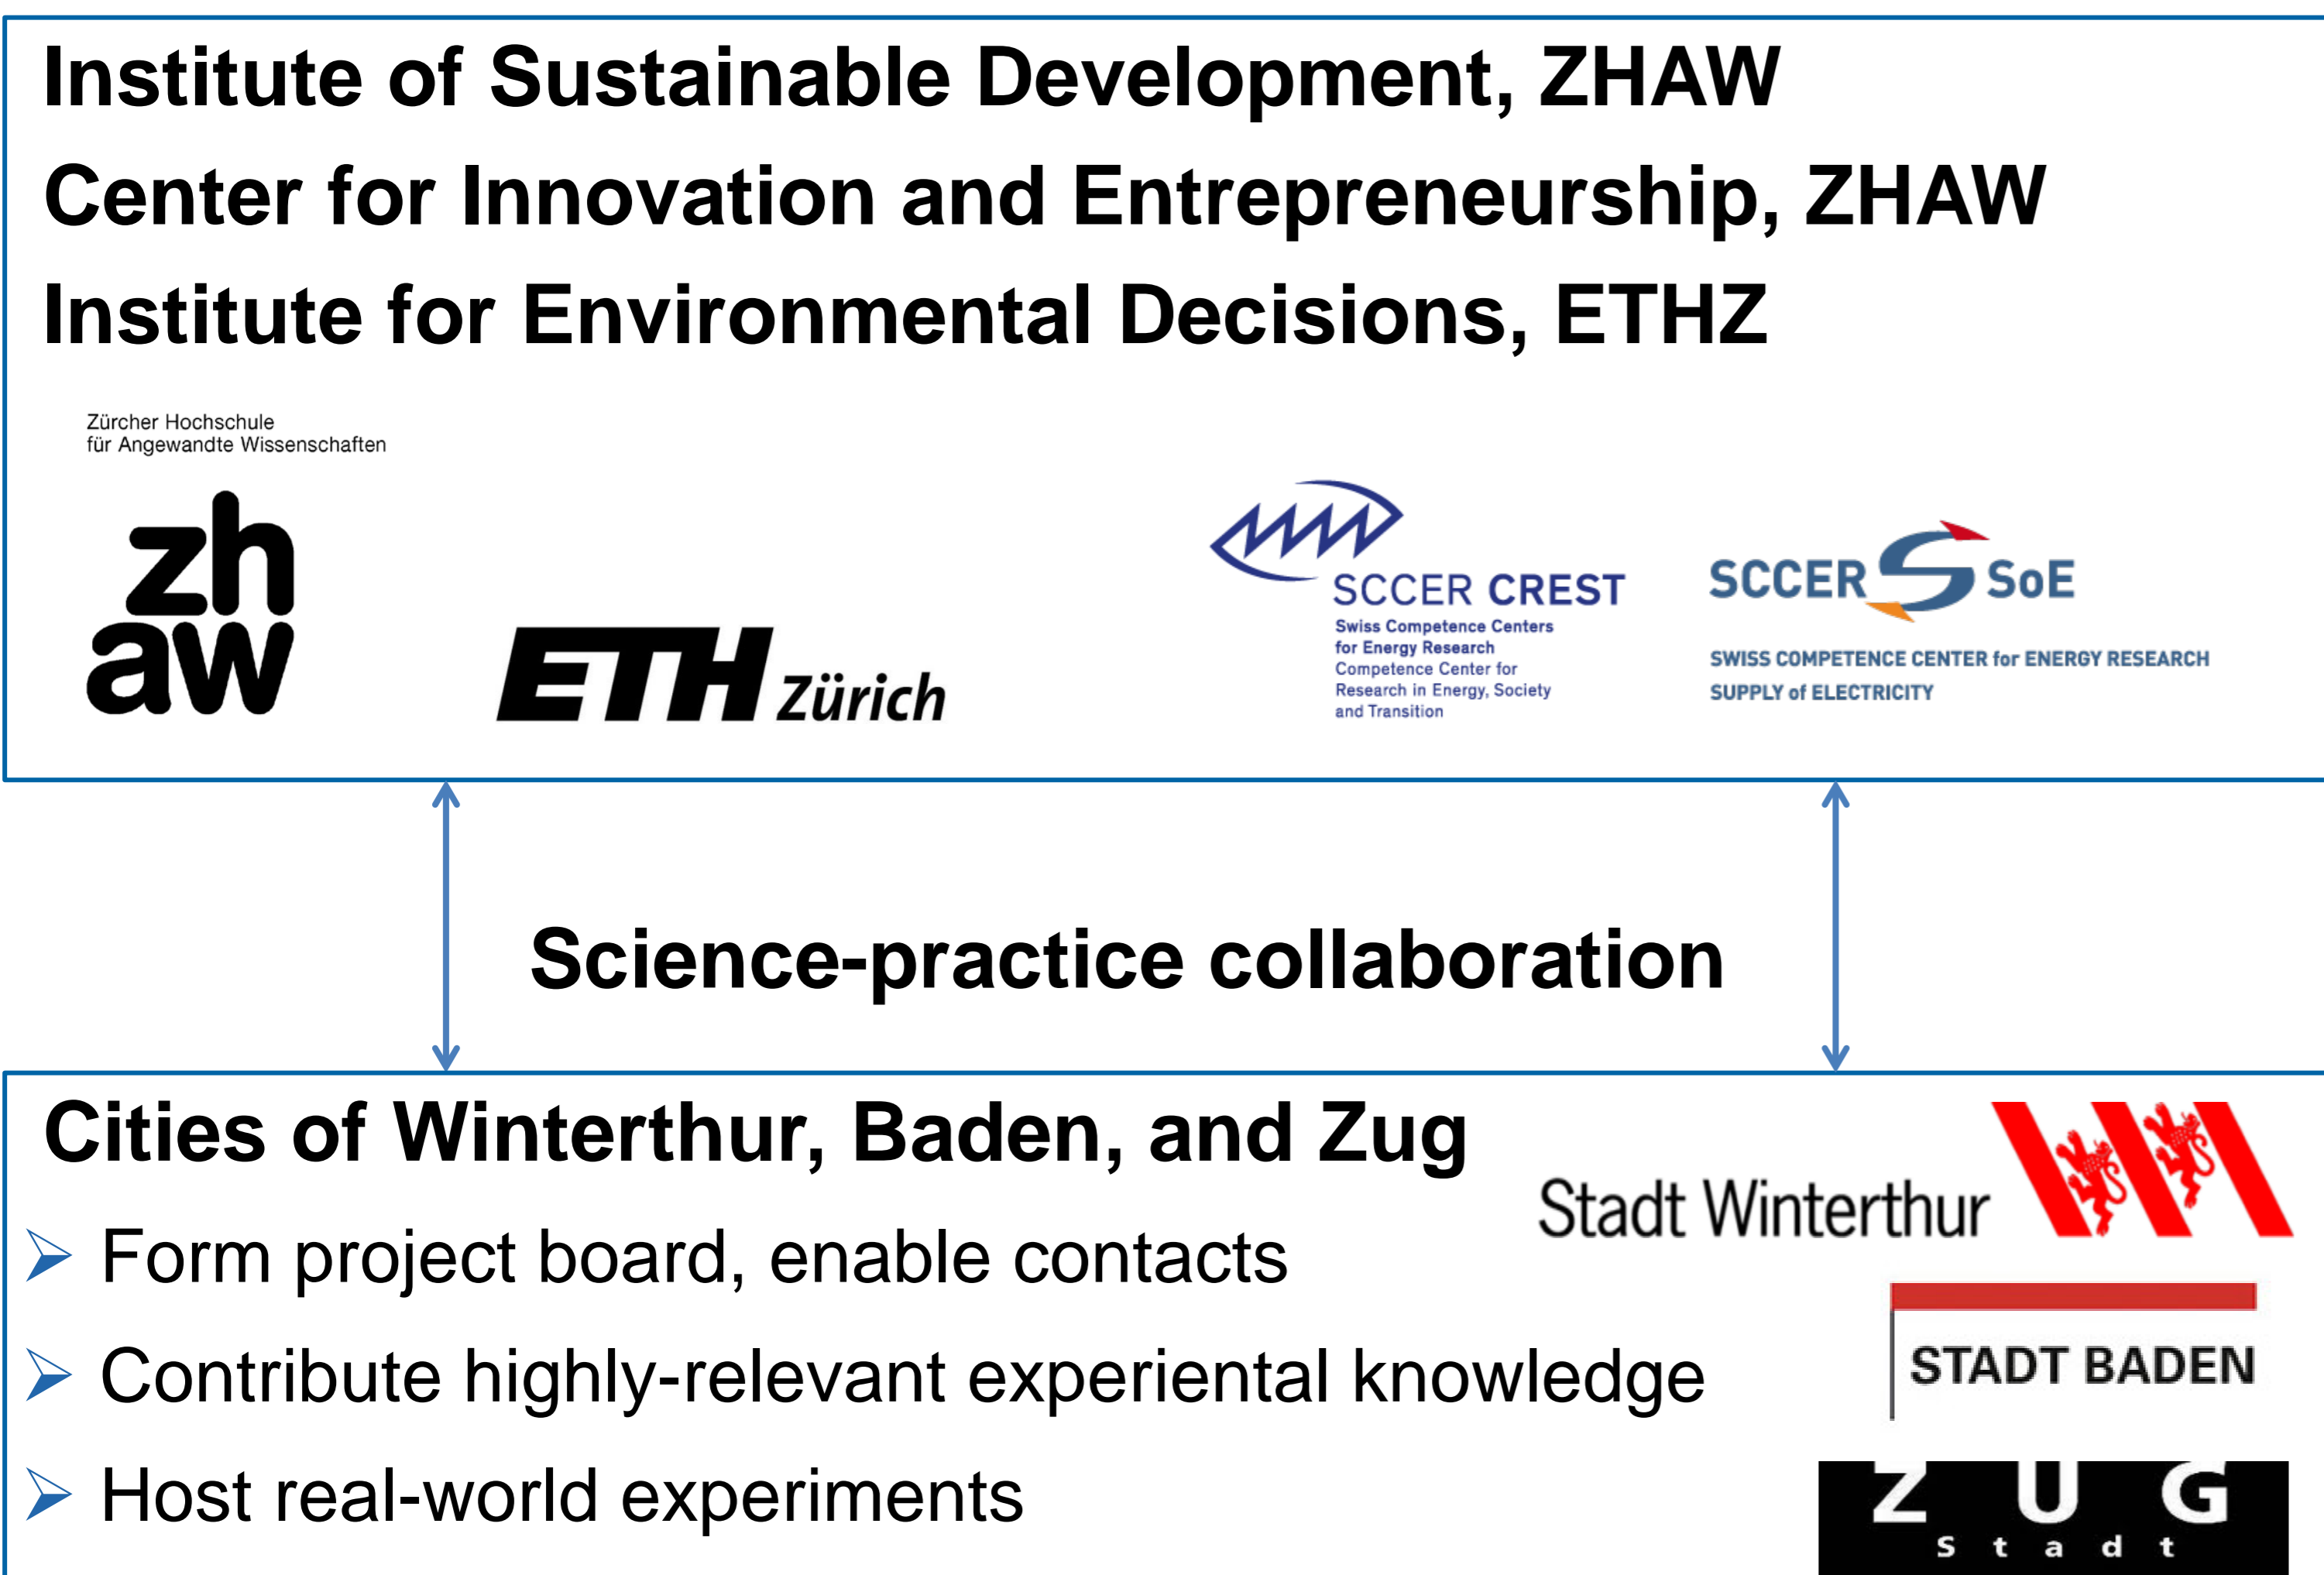 Institute of Sustainable Development, ZHAW
Center for Innovation and Entrepreneurship, ZHAW
Institute for Environmental Decisions, ETHZ
Zürcher Hochschule
für Angewandte Wissenschaften
zh
aw
ETH Zürich
SCCER CREST
Swiss Competence Centers
for Energy Research
Competence Center for
Research in Energy, Society
and Transition
SCCER SoE
SWISS COMPETENCE CENTER for ENERGY RESEARCH
SUPPLY of ELECTRICITY
Science-practice collaboration
Cities of Winterthur, Baden, and Zug
Stadt Winterthur
Form project board, enable contacts
Contribute highly-relevant experiental knowledge
STADT BADEN
Host real-world experiments
ZUG
Stadt